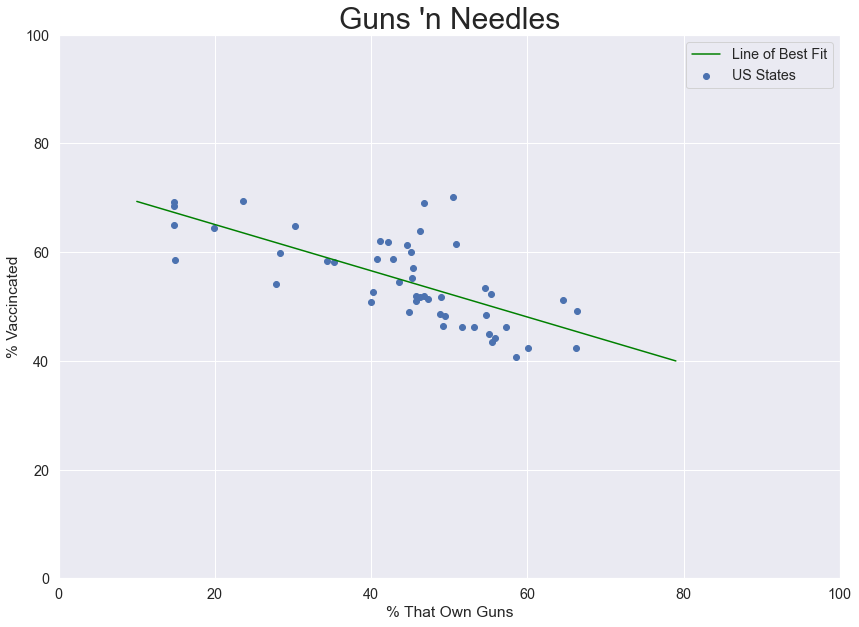 Guns 'n Needles
Line of Best Fit
US States
100
80
60
40
20
0
% Vaccincated
0 20 40 60 80 100
% That Own Guns